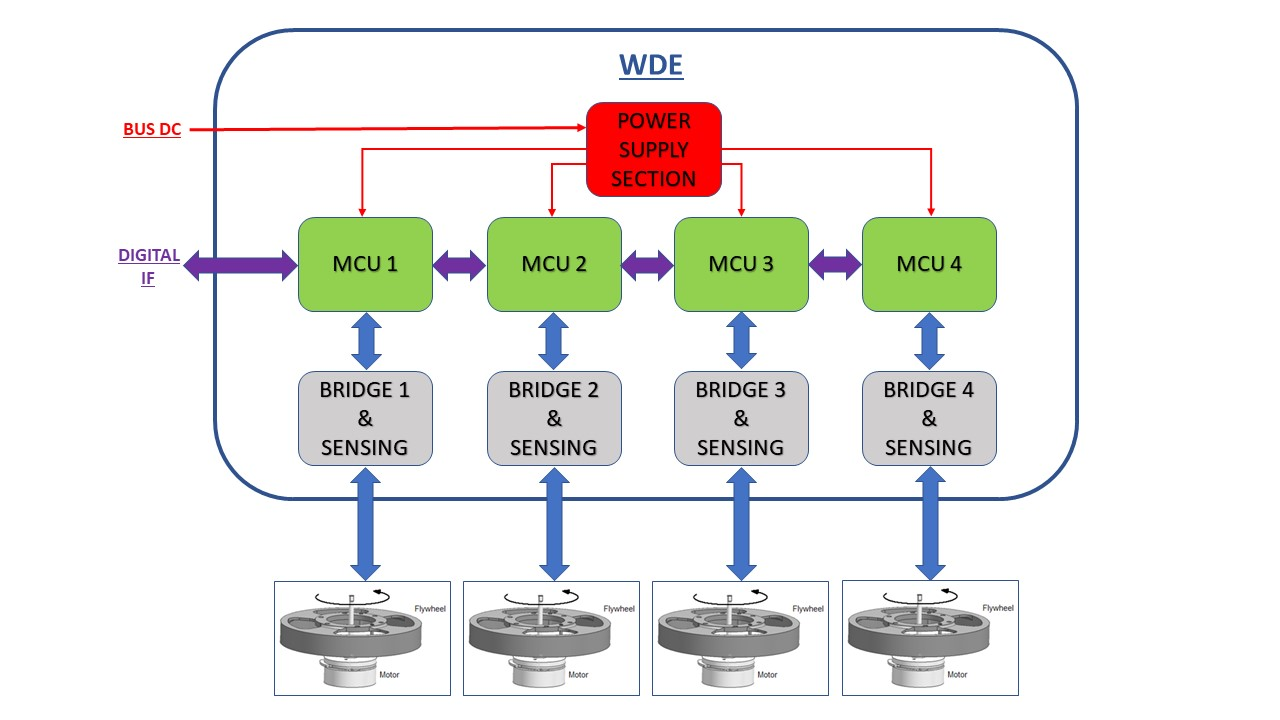 WDE
BUS DC
POWER
SUPPLY
SECTION
DIGITAL
IF
MCU 1
MCU 2
MCU 3
MCU 4
BRIDGE 1
&
SENSING
BRIDGE 2
&
SENSING
BRIDGE 3
&
SENSING
BRIDGE 4
&
SENSING
Flywheel
Motor
Flywheel
Motor
Flywheel
Motor
Flywheel
Motor